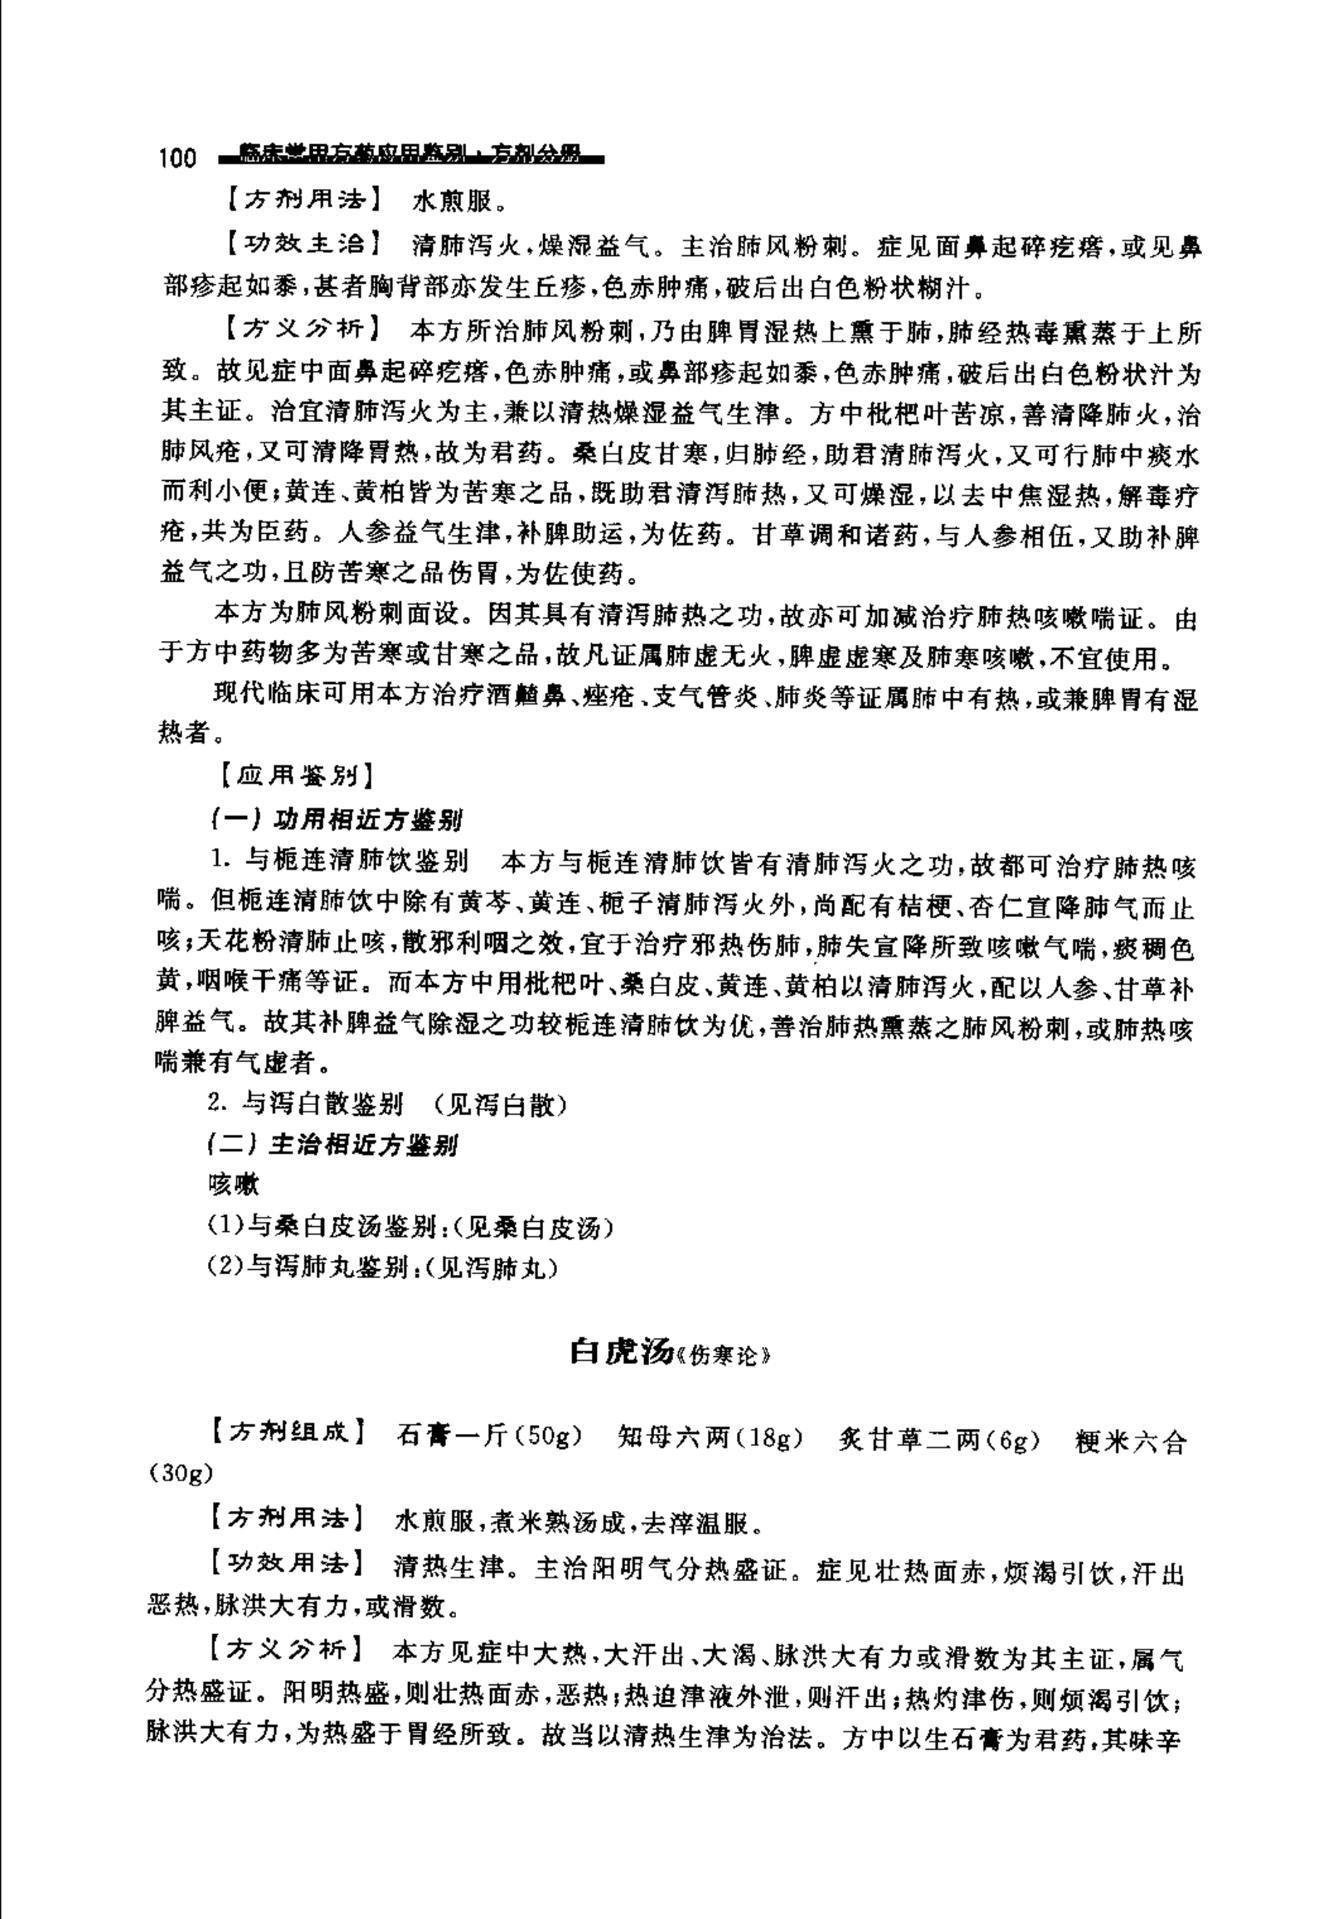 100 临床常用方药应用鉴别·方剂分册
【方剂用法】 水煎服。
【功效主治】 清肺泻火,燥湿益气。主治肺风粉刺。症见面鼻起碎疙瘩,或见鼻
部疹起如黍,甚者胸背部亦发生丘疹,色赤肿痛,破后出白色粉状糊汁。
【方义分析】 本方所治肺风粉刺,乃由脾胃湿热上熏于肺,肺经热毒熏蒸于上所
致。故见症中面鼻起碎疙瘩,色赤肿痛,或鼻部疹起如黍,色赤肿痛,破后出白色粉状汁为
其主证。治宜清肺泻火为主,兼以清热燥湿益气生津。方中枇杷叶苦凉,善清降肺火,治
肺风疮,又可清降胃热,故为君药。桑白皮甘寒,归肺经,助君清肺泻火,又可行肺中痰水
而利小便;黄连、黄柏皆为苦寒之品,既助君清泻肺热,又可燥湿,以去中焦湿热,解毒疗
疮,共为臣药。人参益气生津,补脾助运,为佐药。甘草调和诸药,与人参相伍,又助补脾
益气之功,且防苦寒之品伤胃,为佐使药。
本方为肺风粉刺面设。因其具有清泻肺热之功,故亦可加减治疗肺热咳嗽喘证。由
于方中药物多为苦寒或甘寒之品,故凡证属肺虚无火,脾虚虚寒及肺寒咳嗽,不宜使用。
现代临床可用本方治疗酒齇鼻、痤疮、支气管炎、肺炎等证属肺中有热,或兼脾胃有湿
热者。
【应用鉴别】
(一)功用相近方鉴别
1. 与栀连清肺饮鉴别 本方与栀连清肺饮皆有清肺泻火之功,故都可治疗肺热咳
喘。但栀连清肺饮中除有黄芩、黄连、栀子清肺泻火外,尚配有桔梗、杏仁宣降肺气而止
咳;天花粉清肺止咳,散邪利咽之效,宜于治疗邪热伤肺,肺失宣降所致咳嗽气喘,痰稠色
黄,咽喉干痛等证。而本方中用枇杷叶、桑白皮、黄连、黄柏以清肺泻火,配以人参、甘草补
脾益气。故其补脾益气除湿之功较栀连清肺饮为优,善治肺热熏蒸之肺风粉刺,或肺热咳
喘兼有气虚者。
2. 与泻白散鉴别 (见泻白散)
(二)主治相近方鉴别
咳嗽
(1)与桑白皮汤鉴别:(见桑白皮汤)
(2)与泻肺丸鉴别:(见泻肺丸)
白虎汤《伤寒论》
【方剂组成】 石膏一斤(50g) 知母六两(18g) 炙甘草二两(6g) 粳米六合
(30g)
【方剂用法】 水煎服,煮米熟汤成,去滓温服。
【功效用法】 清热生津。主治阳明气分热盛证。症见壮热面赤,烦渴引饮,汗出
恶热,脉洪大有力,或滑数。
【方义分析】 本方见症中大热,大汗出、大渴、脉洪大有力或滑数为其主证,属气
分热盛证。阳明热盛,则壮热面赤,恶热;热迫津液外泄,则汗出;热灼津伤,则烦渴引饮;
脉洪大有力,为热盛于胃经所致。故当以清热生津为治法。方中以生石膏为君药,其味辛